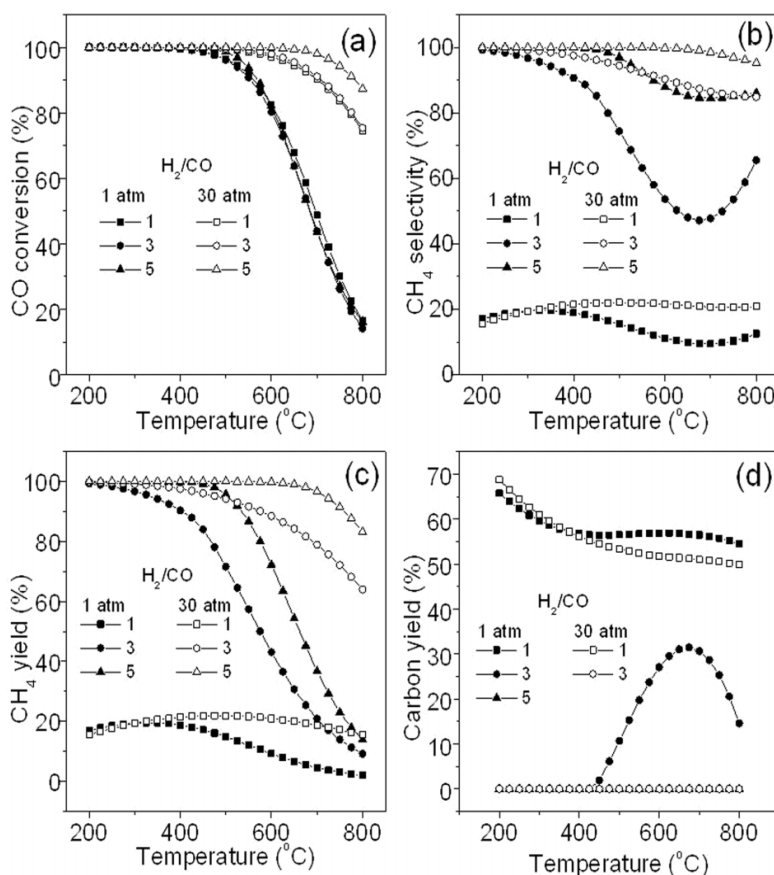 (a)
100
80
60
40
20
0
CO conversion (%)
H2/CO
1 atm 30 atm
1 1
3 3
5 5
200 400 600 800
Temperature (°C)
(b)
100
80
60
40
20
0
CH4 selectivity (%)
H2/CO
1 atm 30 atm
1 1
3 3
5 5
200 400 600 800
Temperature (°C)
(c)
100
80
60
40
20
0
CH4 yield (%)
H2/CO
1 atm 30 atm
1 1
3 3
5 5
200 400 600 800
Temperature (°C)
(d)
70
60
50
40
30
20
10
0
Carbon yield (%)
H2/CO
1 atm 30 atm
1 1
3 3
5
200 400 600 800
Temperature (°C)